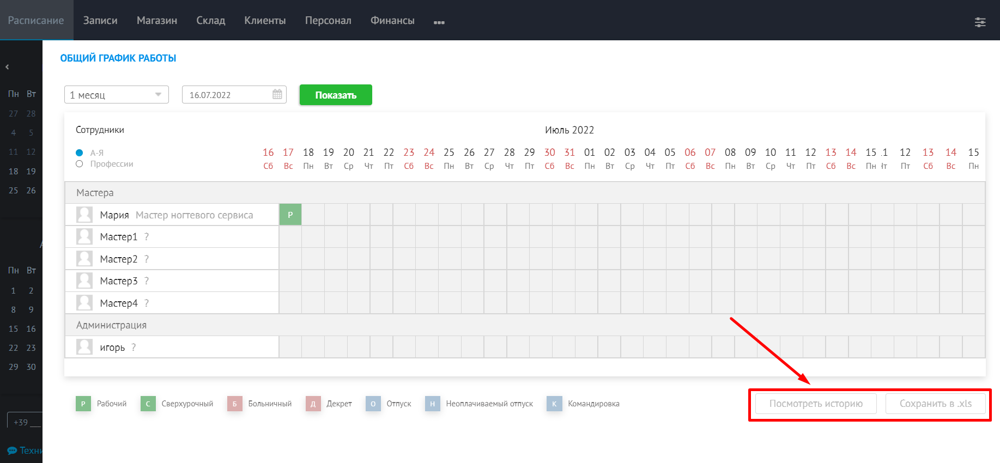 Расписание Записи Магазин Склад Клиенты Персонал Финансы
ОБЩИЙ ГРАФИК РАБОТЫ
Пн Вт
27 28
4 5
11 12
18 19
25 26
Пн Вт
1 2
8 9
15 16
22 23
29 30
+39 __
Техни
1 месяц 16.07.2022 Показать
Сотрудники Июль 2022
А-Я
Профессии
16 17 18 19 20 21 22 23 24 25 26 27 28 29 30 31 01 02 03 04 05 06 07 08 09 10 11 12 13 14 15 12 13 14 15
Сб Вс Пн Вт Ср Чт Пт Сб Вс Пн Вт Ср Чт Пт Сб Вс Пн Вт Ср Чт Пт Сб Вс Пн Вт Ср Чт Пт Сб Вс Пн Пт Сб Вс Пн
Мастера
Мария Мастер ногтевого сервиса Р
Мастер1 ?
Мастер2 ?
Мастер3 ?
Мастер4 ?
Администрация
игорь ?
Р Рабочий С Сверхурочный Б Больничный Д Декрет О Отпуск Н Неоплачиваемый отпуск К Командировка
Посмотреть историю Сохранить в .xls